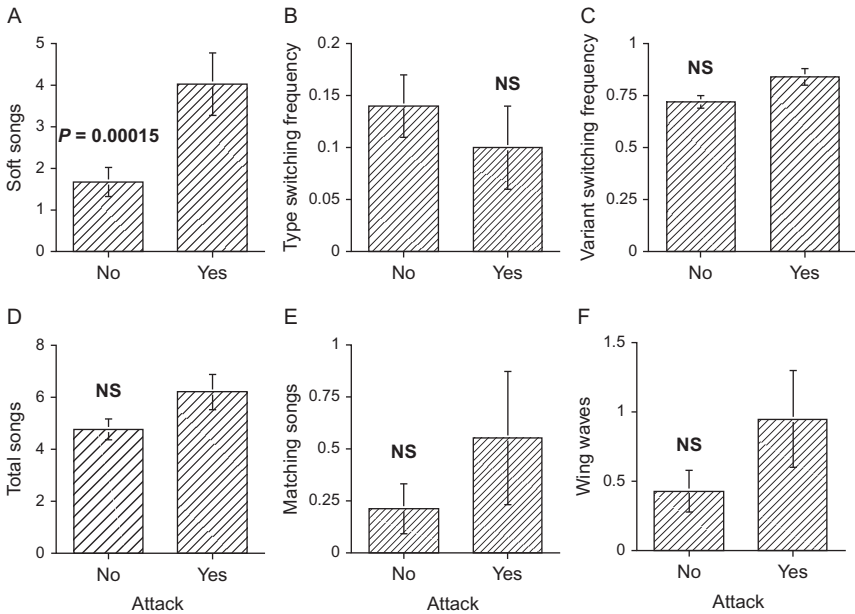 A
Soft songs
5
4
3
2
1
0
P = 0.00015
No
Yes
B
Type switching frequency
0.2
0.15
0.1
0.05
0
NS
No
Yes
C
Variant switching frequency
1
0.75
0.5
0.25
0
NS
No
Yes
D
Total songs
8
6
4
2
0
NS
No
Yes
Attack
E
Matching songs
1
0.75
0.5
0.25
0
NS
No
Yes
Attack
F
Wing waves
1.5
1
0.5
0
NS
No
Yes
Attack